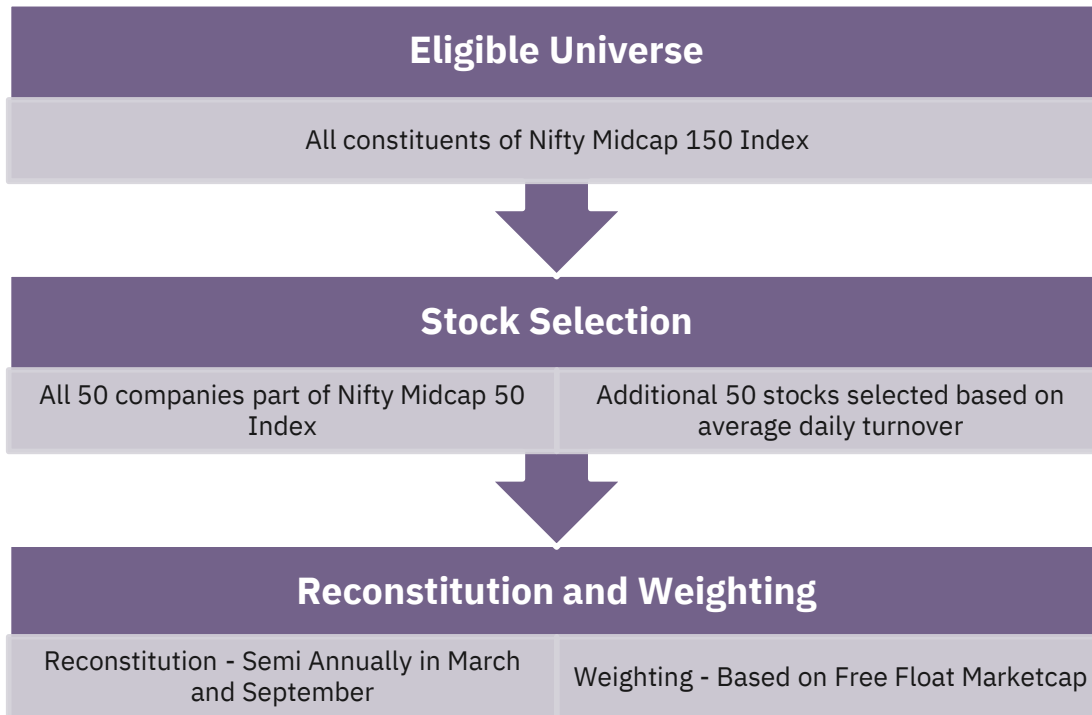 Eligible Universe
All constituents of Nifty Midcap 150 Index
Stock Selection
All 50 companies part of Nifty Midcap 50
Index
Additional 50 stocks selected based on
average daily turnover
Reconstitution and Weighting
Reconstitution - Semi Annually in March
and September
Weighting - Based on Free Float Marketcap